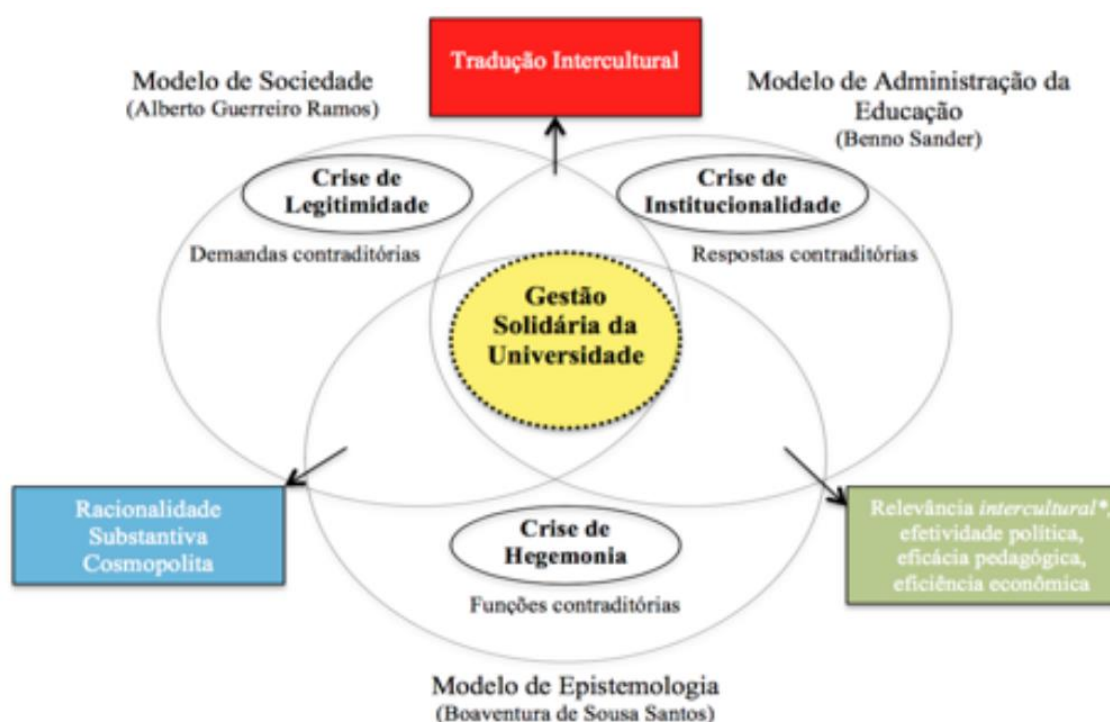 Tradução Intercultural
Modelo de Sociedade
(Alberto Guerreiro Ramos)
Modelo de Administração da
Educação
(Benno Sander)
Crise de
Legitimidade
Demandas contraditórias
Crise de
Institucionalidade
Respostas contraditórias
Gestão
Solidária da
Universidade
Racionalidade
Substantiva
Cosmopolita
Relevância intercultural*,
efetividade política,
eficácia pedagógica,
eficiência econômica
Crise de
Hegemonia
Funções contraditórias
Modelo de Epistemologia
(Boaventura de Sousa Santos)